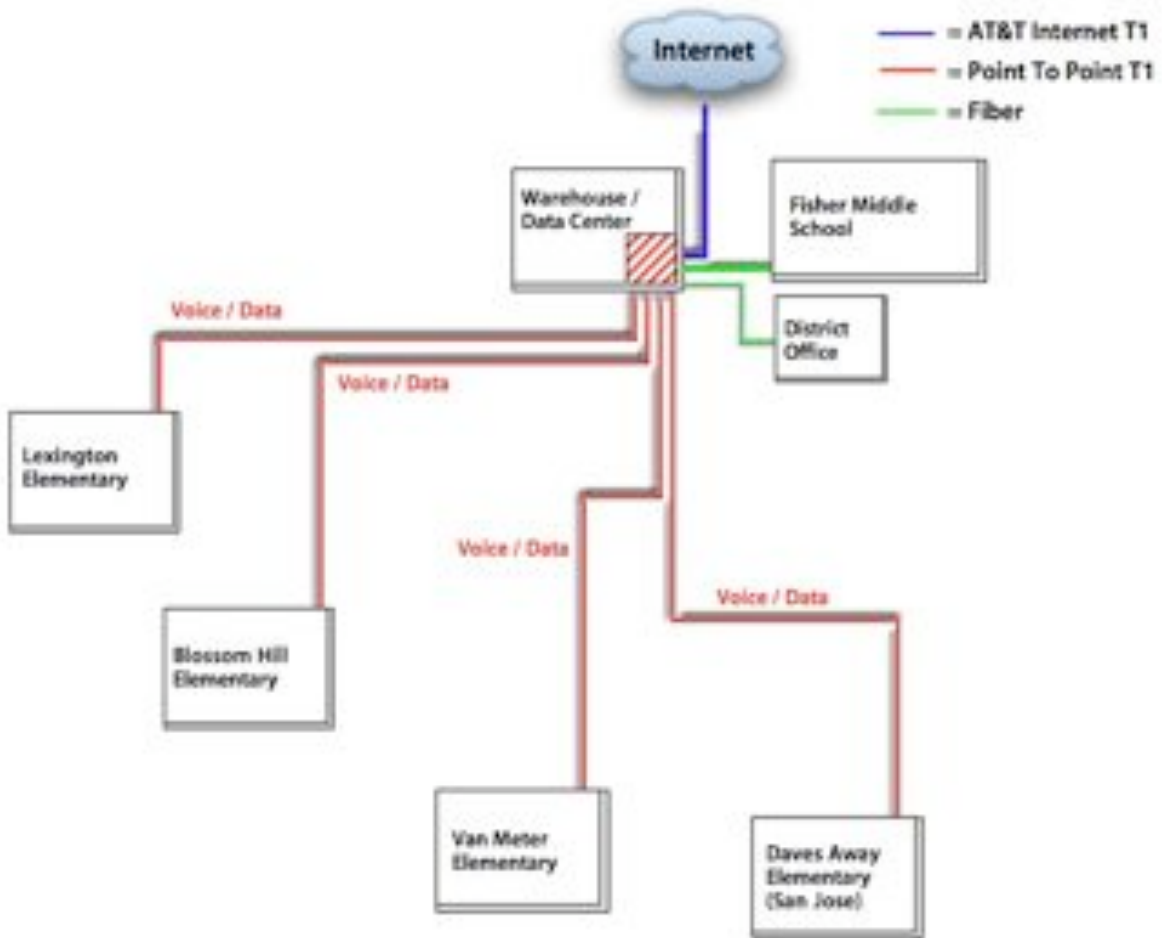 Internet
= AT&T Internet T1
= Point To Point T1
= Fiber
Warehouse /
Data Center
Fisher Middle
School
District
Office
Voice / Data
Voice / Data
Lexington
Elementary
Voice / Data
Voice / Data
Blossom Hill
Elementary
Van Meter
Elementary
Daves Away
Elementary
(San Jose)